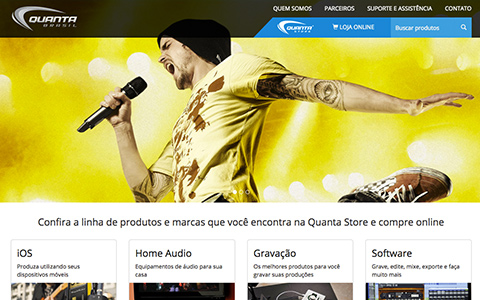 QUANTA
BRASIL
QUEM SOMOS
PARCEIROS
SUPORTE E ASSISTÊNCIA
CONTATO
QUANTA
STORE
LOJA ONLINE
Buscar produtos
Confira a linha de produtos e marcas que você encontra na Quanta Store e compre online
iOS
Produza utilizando seus
dispositivos móveis
Home Audio
Equipamentos de áudio para sua
casa
Gravação
Os melhores produtos para você
gravar suas produções
Software
Grave, edite, mixe, exporte e faça
muito mais